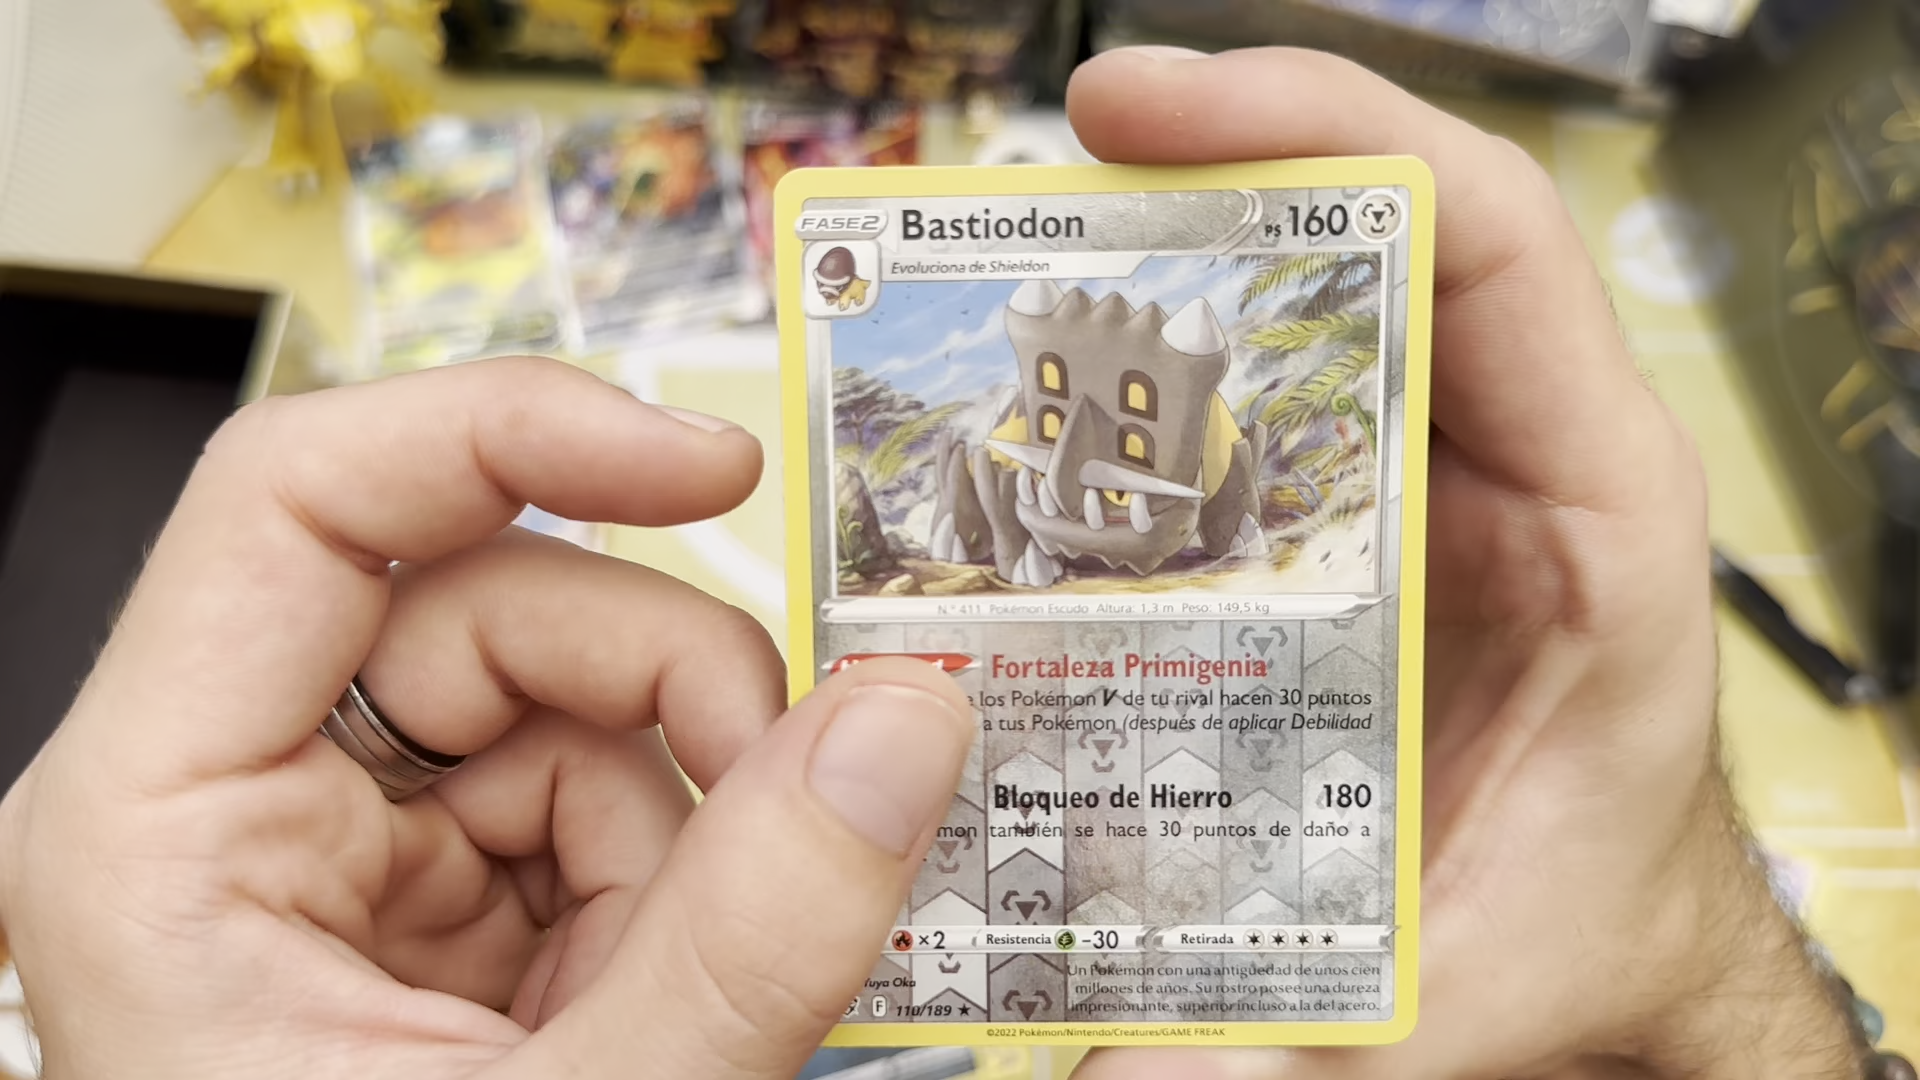 FASE2 Bastiodon PS 160
Evoluciona de Shieldon
N.º 411 Pokémon Escudo Altura: 1,3 m Peso: 149,5 kg
Fortaleza Primigenia
los Pokémon V de tu rival hacen 30 puntos
a tus Pokémon (después de aplicar Debilidad
Bloqueo de Hierro 180
mon también se hace 30 puntos de daño a
×2 Resistencia -30 Retirada
Yuya Oka
Un Pokémon con una antigüedad de unos cien
millones de años. Su rostro posee una dureza
impresionante, superior incluso a la del acero.
F 110/189
©2022 Pokémon/Nintendo/Creatures/GAME FREAK